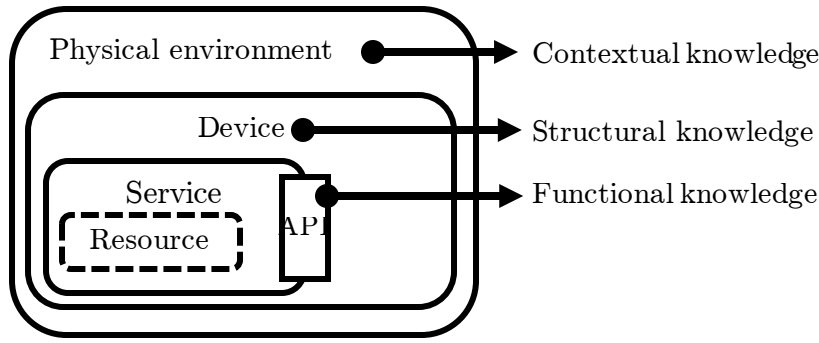 Physical environment
Contextual knowledge
Device
Structural knowledge
Service
Functional knowledge
API
Resource